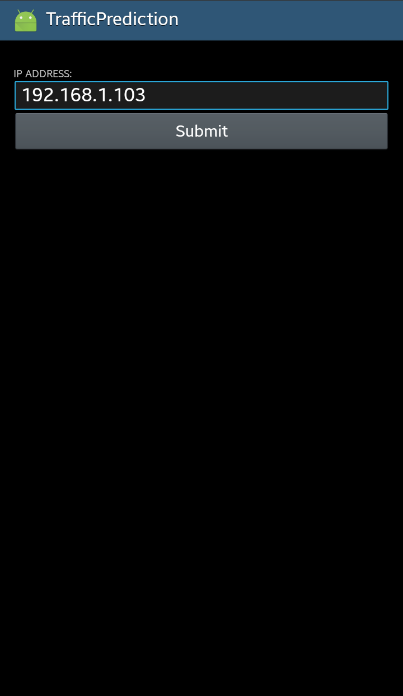 TrafficPrediction
IP ADDRESS:
192.168.1.103
Submit